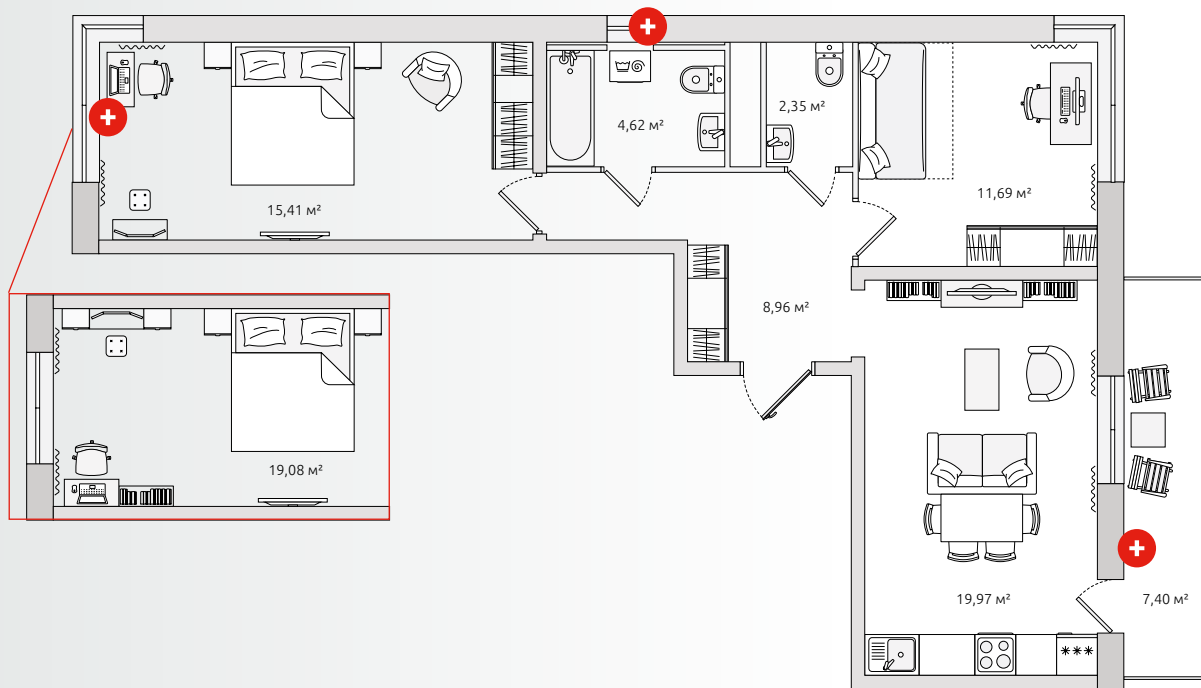 4,62 м²
2,35 м²
15,41 м²
11,69 м²
8,96 м²
19,08 м²
19,97 м²
7,40 м²